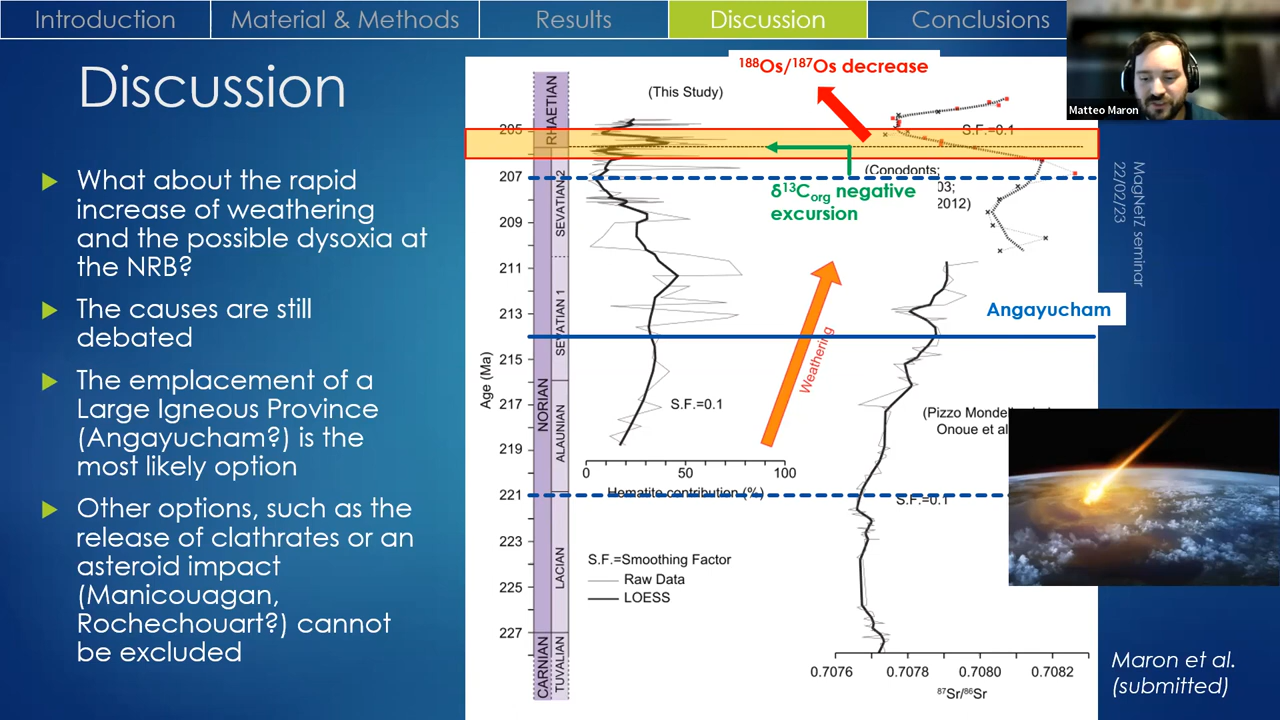 Introduction
Material & Methods
Results
Discussion
Conclusions
Matteo Maron
Discussion
What about the rapid
increase of weathering
and the possible dysoxia at
the NRB?
The causes are still
debated
The emplacement of a
Large Igneous Province
(Angayucham?) is the
most likely option
Other options, such as the
release of clathrates or an
asteroid impact
(Manicouagan,
Rochechouart?) cannot
be excluded
¹⁸⁸Os/¹⁸⁷Os decrease
(This Study)
S.F.=0.1
(Conodonts;
03;
2012)
δ¹³Corg negative
excursion
Angayucham
Weathering
S.F.=0.1
(Pizzo Mondello
Onoue et al
S.F.=0.1
Age (Ma)
205
207
209
211
213
215
217
219
221
223
225
227
RHAETIAN
NORIAN
CARNIAN
SEVATIAN 2
SEVATIAN 1
ALAUNIAN
LACIAN
TUVALIAN
0 50 100
Hematite contribution (%)
S.F.=Smoothing Factor
Raw Data
LOESS
0.7076 0.7078 0.7080 0.7082
⁸⁷Sr/⁸⁶Sr
MagNetZ seminar
22/02/23
Maron et al.
(submitted)